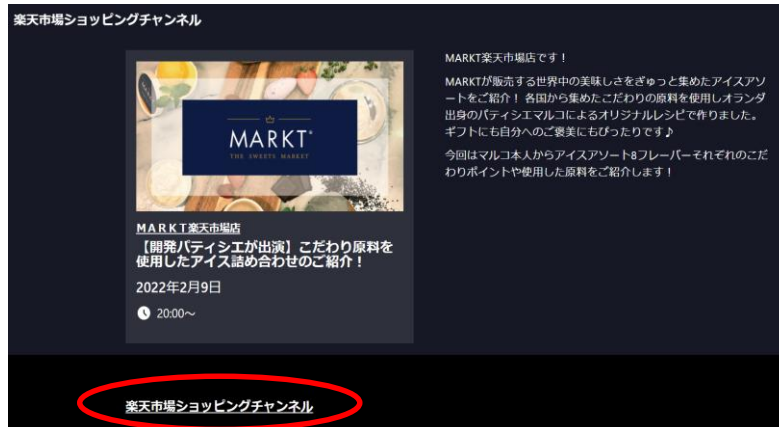 楽天市場ショッピングチャンネル
MARKT
THE SWEETS MARKET
MARKT楽天市場店
【開発パティシエが出演】こだわり原料を
使用したアイス詰め合わせのご紹介！
2022年2月9日
20:00～
MARKT楽天市場店です！
MARKTが販売する世界中の美味しさをぎゅっと集めたアイスアソ
ートをご紹介！ 各国から集めたこだわりの原料を使用しオランダ
出身のパティシエマルコによるオリジナルレシピで作りました。
ギフトにも自分へのご褒美にもぴったりです♪
今回はマルコ本人からアイスアソート8フレーバーそれぞれのこだ
わりポイントや使用した原料をご紹介します！
楽天市場ショッピングチャンネル